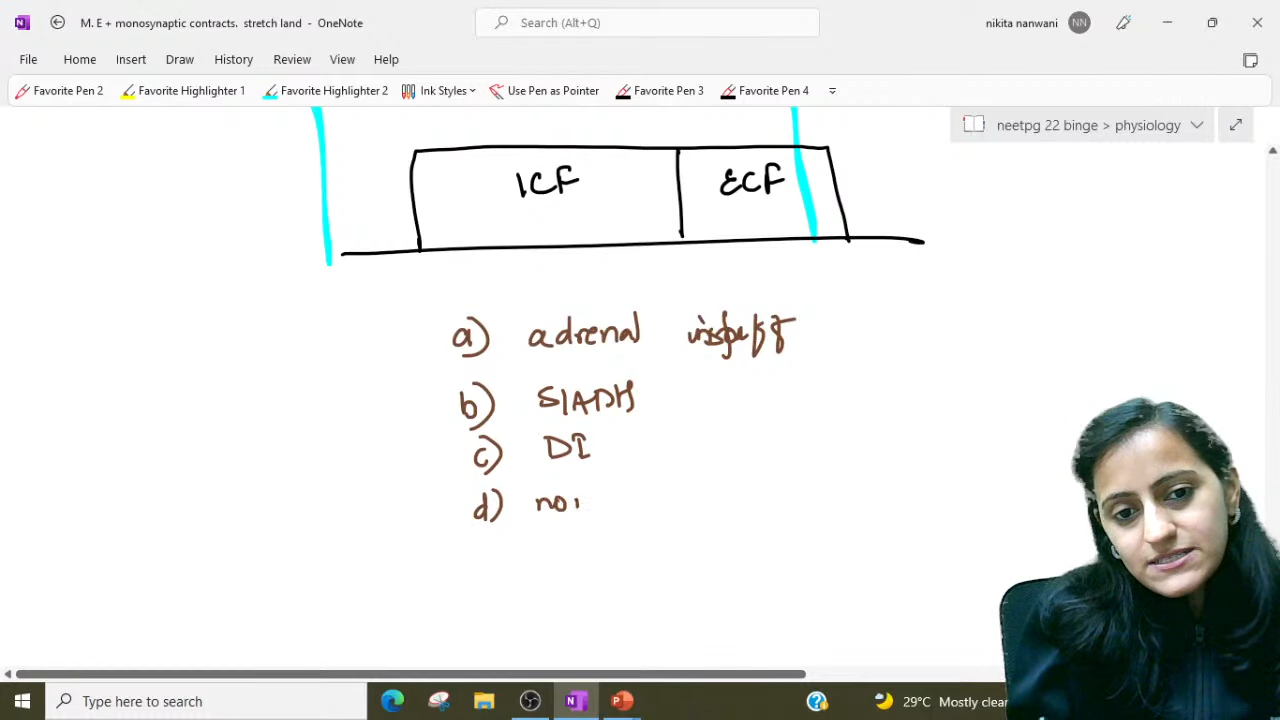 M. E + monosynaptic contracts. stretch land - OneNote
Search (Alt+Q)
nikita nanwani NN
File Home Insert Draw History Review View Help
Favorite Pen 2 Favorite Highlighter 1 Favorite Highlighter 2 Ink Styles Use Pen as Pointer Favorite Pen 3 Favorite Pen 4
neetpg 22 binge > physiology
ICF ECF
a) adrenal
b) SIADH
c) DI
d)
Type here to search
29°C Mostly clear